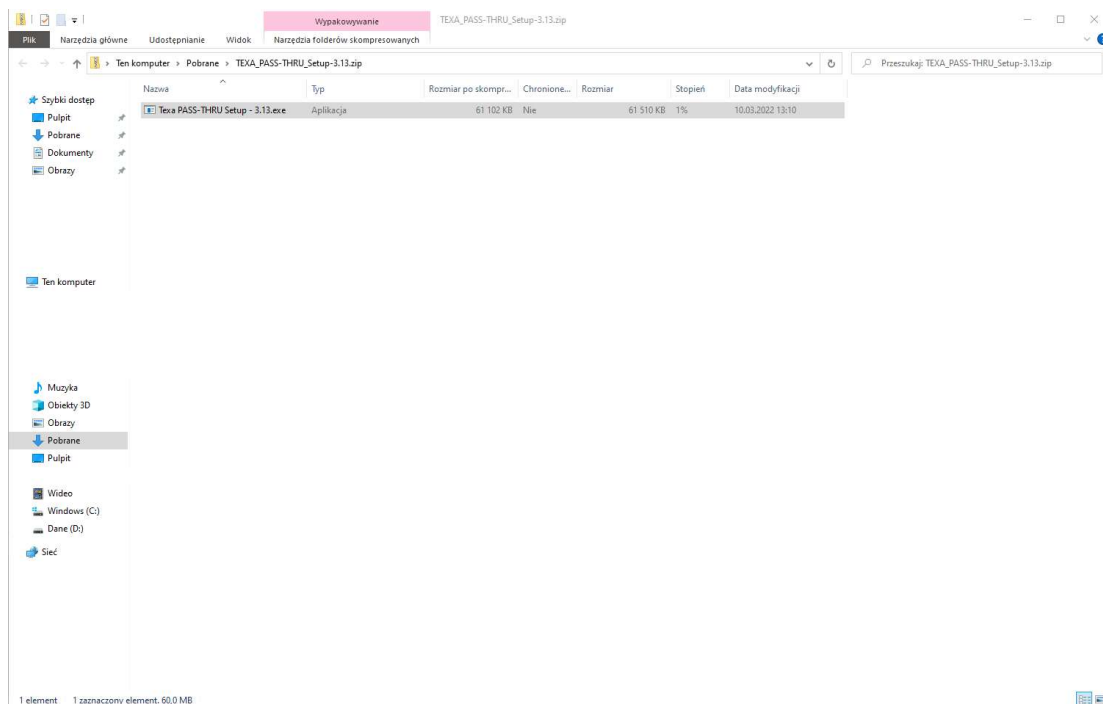 Wypakowywanie
TEXA_PASS-THRU_Setup-3.13.zip
Plik Narzędzia główne Udostępnianie Widok Narzędzia folderów skompresowanych
Ten komputer › Pobrane › TEXA_PASS-THRU_Setup-3.13.zip
Przeszukaj: TEXA_PASS-THRU_Setup-3.13.zip
Nazwa Typ Rozmiar po skompr... Chronione... Rozmiar Stopień Data modyfikacji
Texa PASS-THRU Setup - 3.13.exe Aplikacja 61 102 KB Nie 61 510 KB 1% 10.03.2022 13:10
Szybki dostęp
Pulpit
Pobrane
Dokumenty
Obrazy
Ten komputer
Muzyka
Obiekty 3D
Obrazy
Pobrane
Pulpit
Wideo
Windows (C:)
Dane (D:)
Sieć
1 element 1 zaznaczony element. 60,0 MB